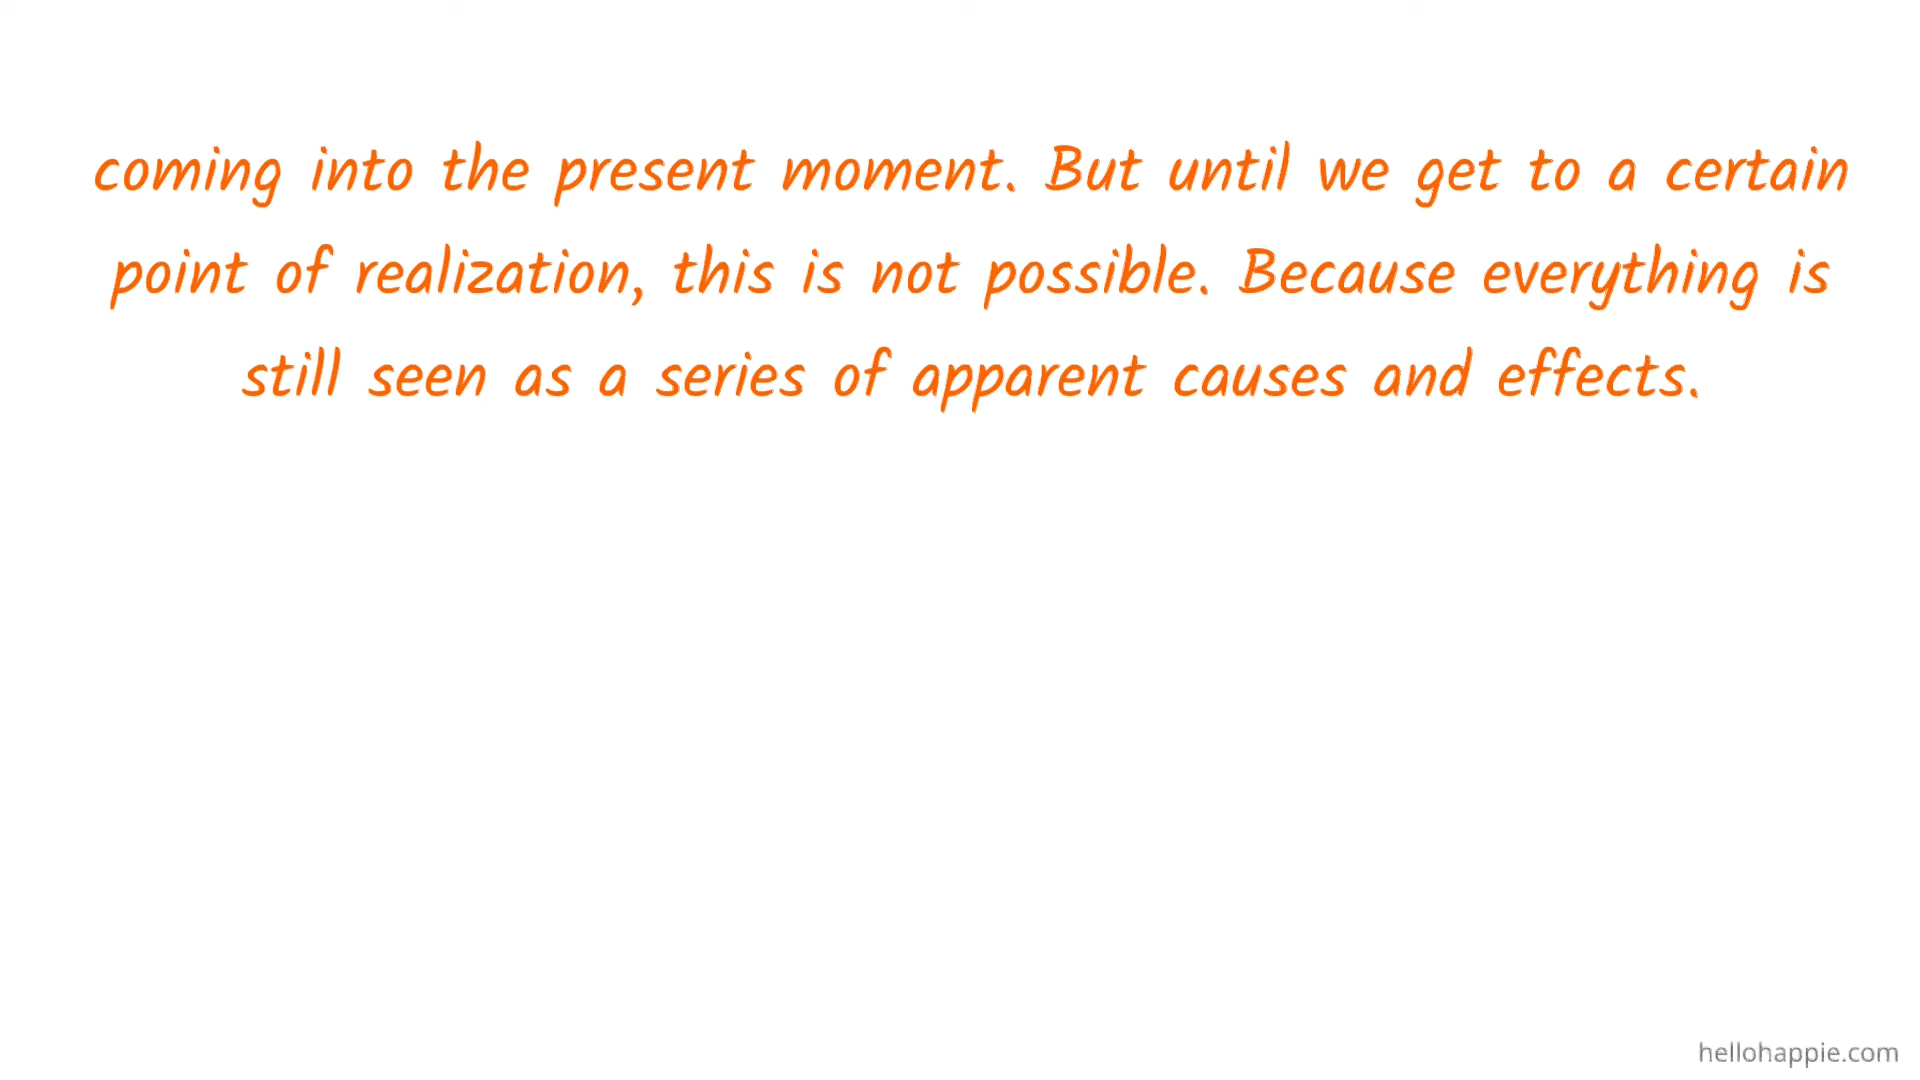 coming into the present moment. But until we get to a certain
point of realization, this is not possible. Because everything is
still seen as a series of apparent causes and effects.
hellohappie.com